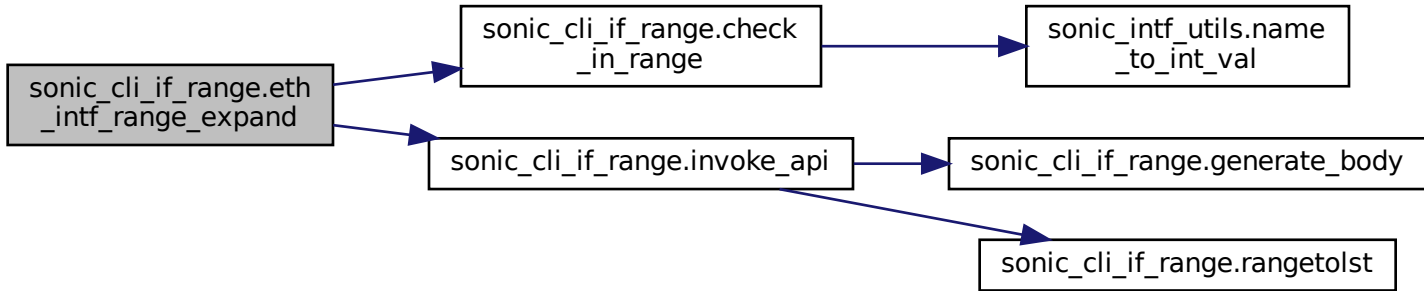 sonic_cli_if_range.eth
_intf_range_expand
sonic_cli_if_range.check
_in_range
sonic_intf_utils.name
_to_int_val
sonic_cli_if_range.invoke_api
sonic_cli_if_range.generate_body
sonic_cli_if_range.rangetolst